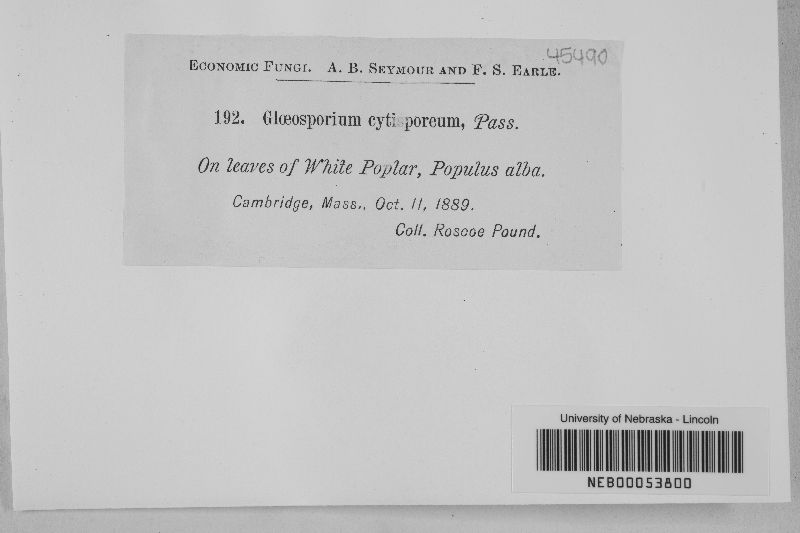 45490
ECONOMIC FUNGI. A. B. SEYMOUR AND F. S. EARLE.
192. Glœosporium cytisporeum, Pass.
On leaves of White Poplar, Populus alba.
Cambridge, Mass., Oct. 11, 1889.
Coll. Roscoe Pound.
University of Nebraska - Lincoln
NEB00053800